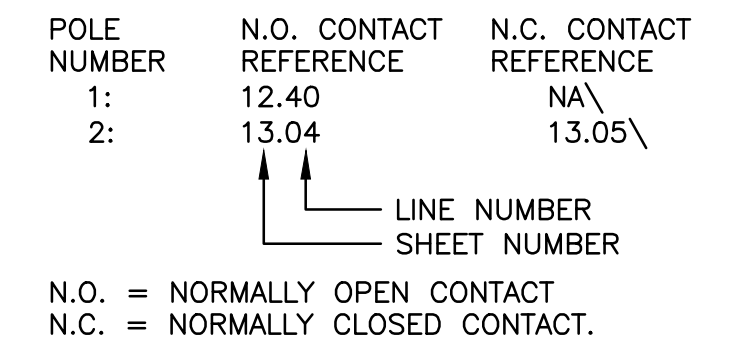 POLE N.O. CONTACT N.C. CONTACT
NUMBER REFERENCE REFERENCE
1: 12.40 NA\
2: 13.04 13.05\
LINE NUMBER
SHEET NUMBER
N.O. = NORMALLY OPEN CONTACT
N.C. = NORMALLY CLOSED CONTACT.